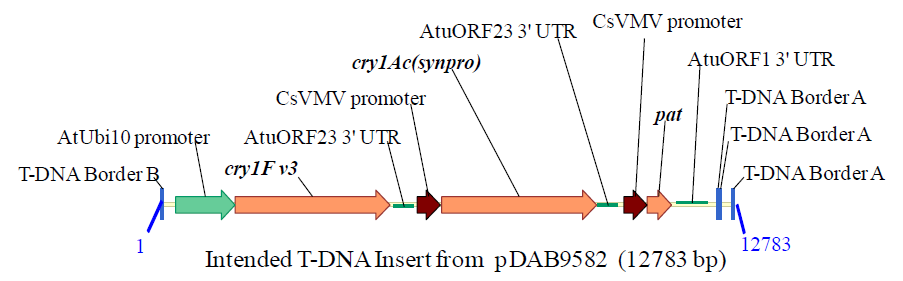 CsVMV promoter
AtuORF23 3' UTR
cry1Ac(synpro)
AtuORF1 3' UTR
CsVMV promoter
T-DNA Border A
pat
AtUbi10 promoter
AtuORF23 3' UTR
T-DNA Border A
cry1F v3
T-DNA Border B
T-DNA Border A
1
12783
Intended T-DNA Insert from pDAB9582 (12783 bp)